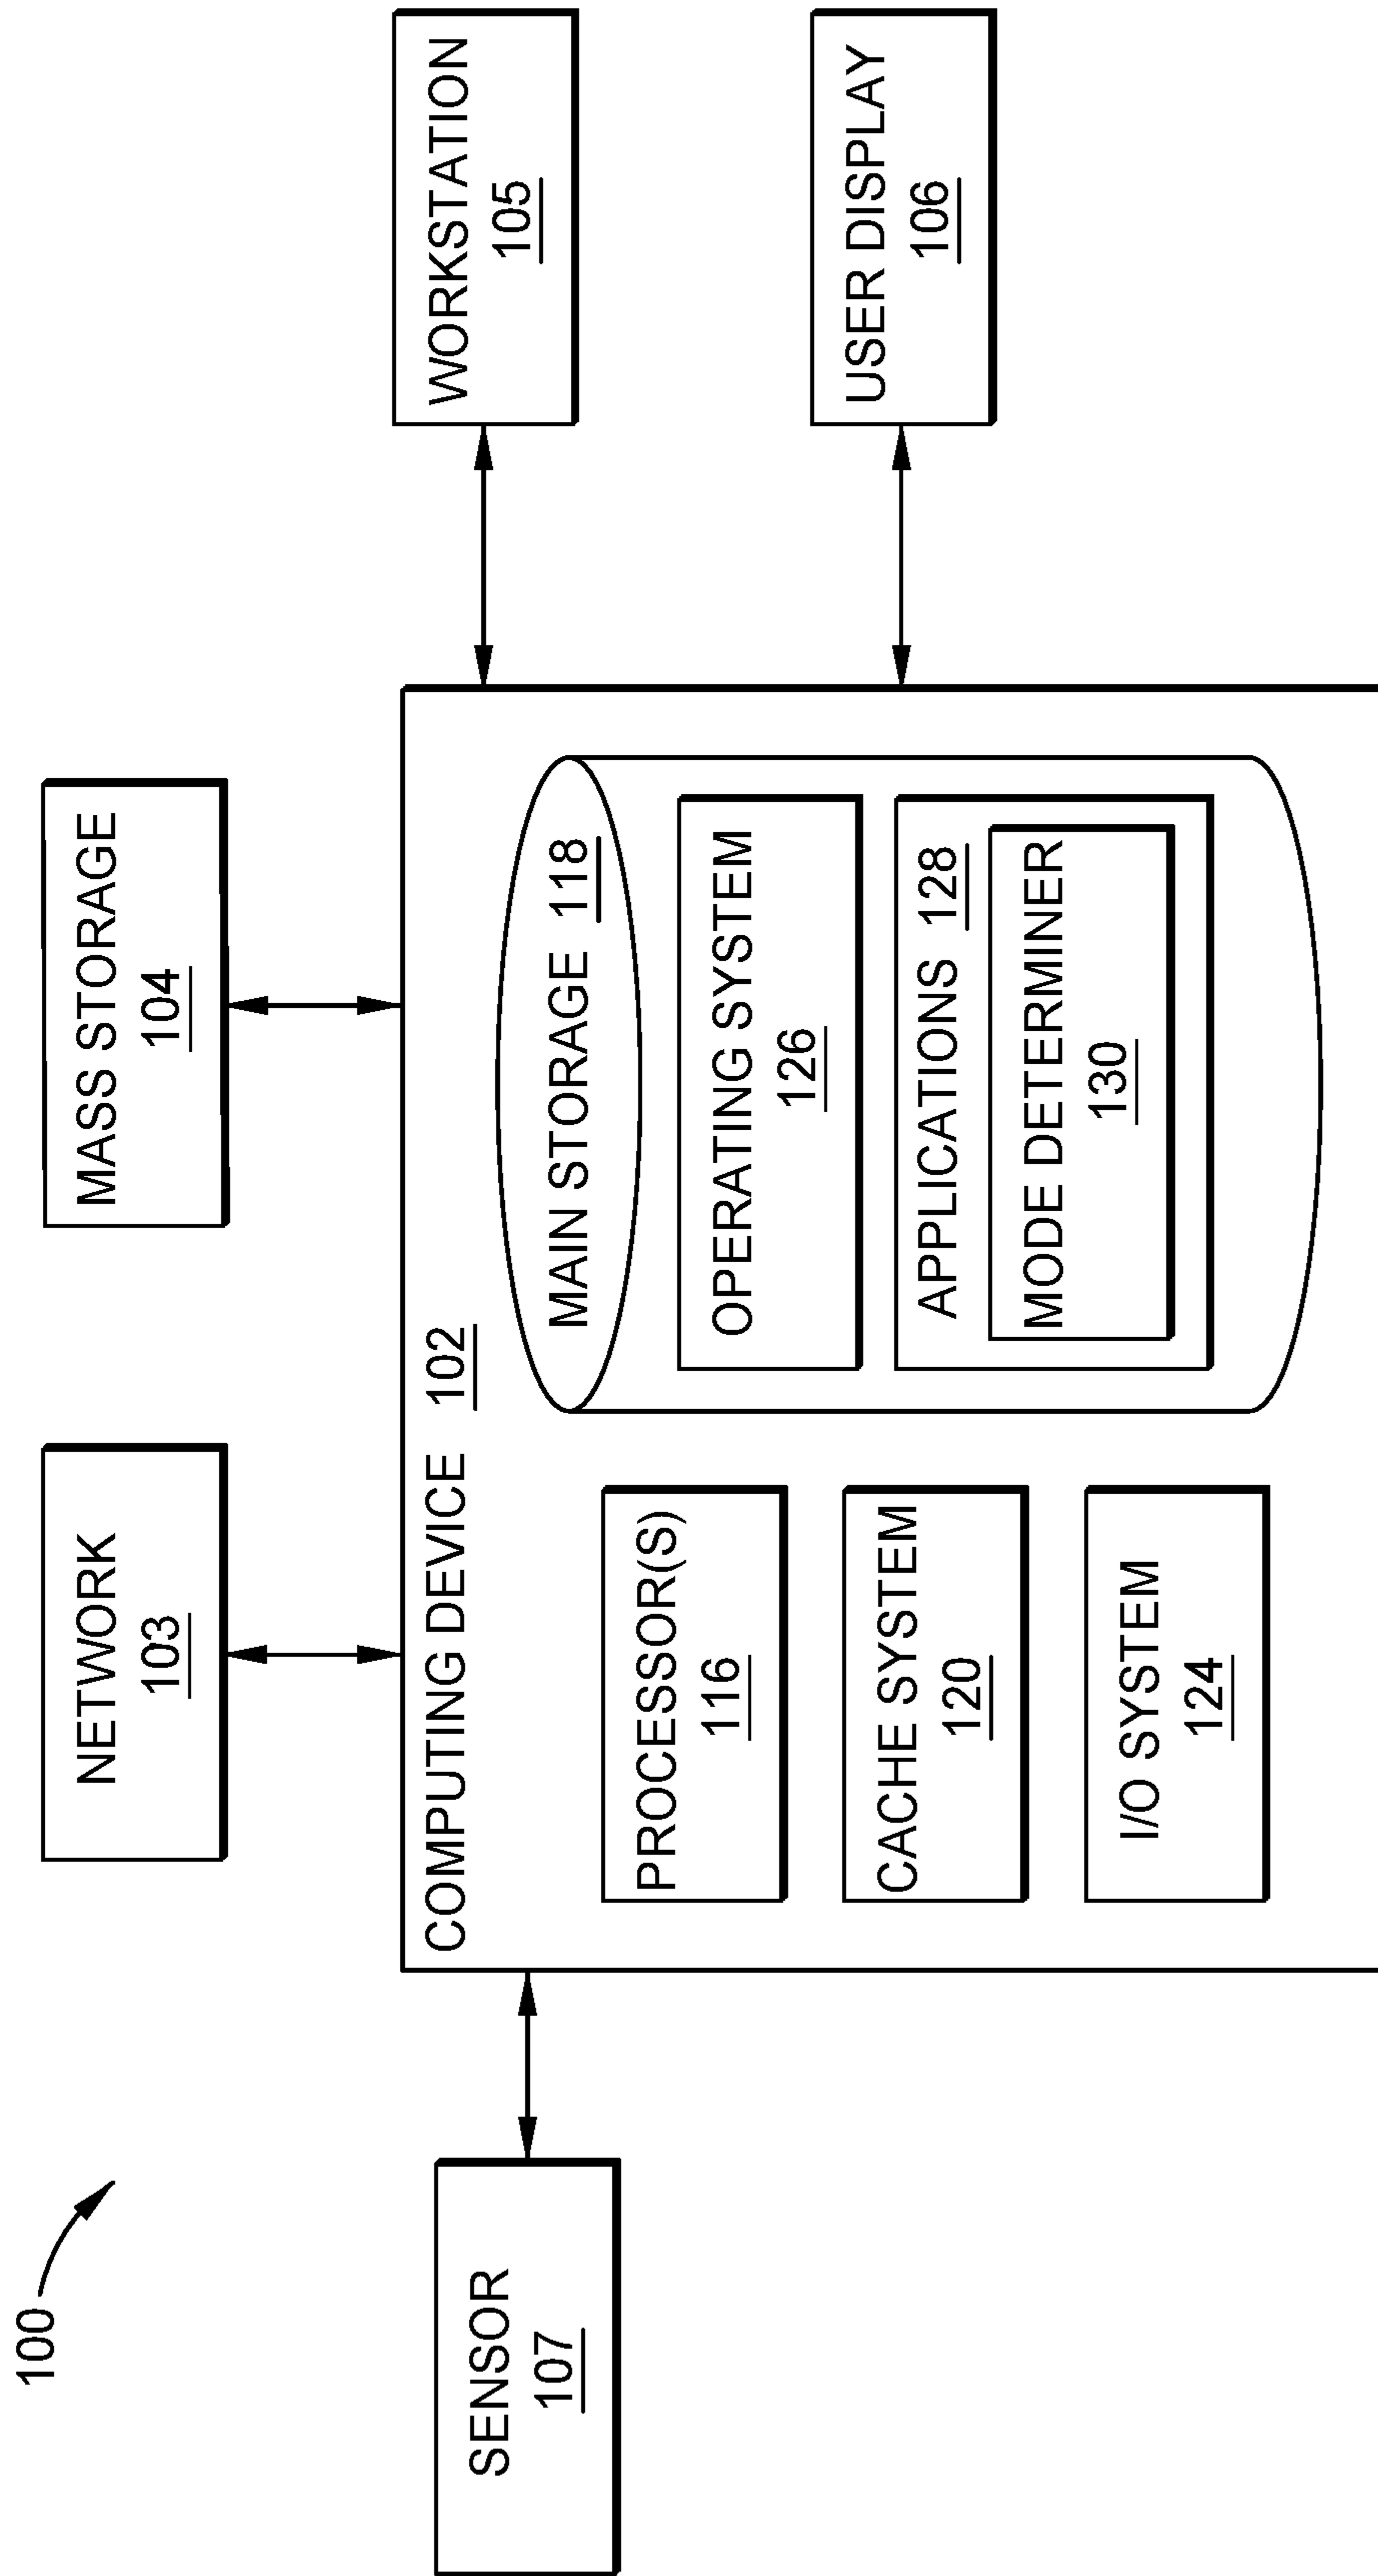 100
NETWORK
103
MASS STORAGE
104
SENSOR
107
COMPUTING DEVICE 102
PROCESSOR(S)
116
CACHE SYSTEM
120
I/O SYSTEM
124
MAIN STORAGE 118
OPERATING SYSTEM
126
APPLICATIONS 128
MODE DETERMINER
130
WORKSTATION
105
USER DISPLAY
106